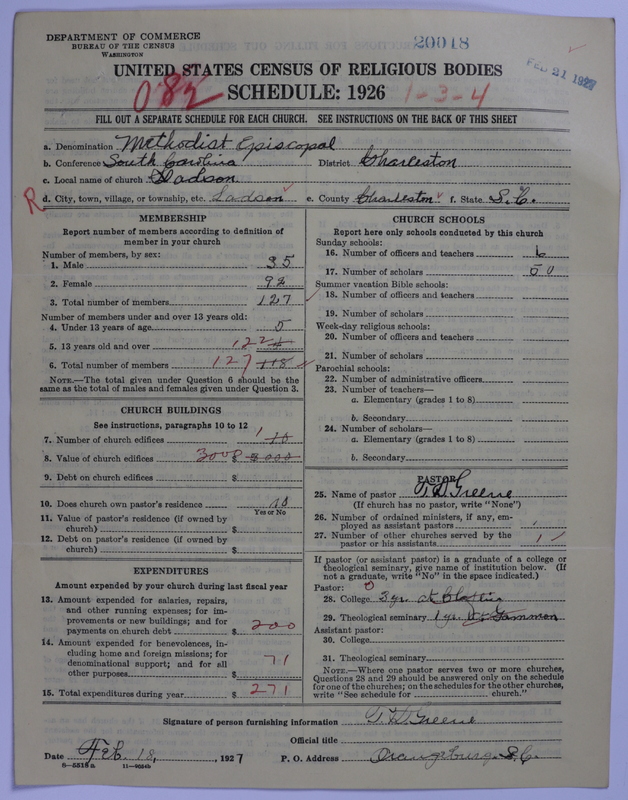 DEPARTMENT OF COMMERCE
BUREAU OF THE CENSUS
WASHINGTON
20018
FEB 21 1927
UNITED STATES CENSUS OF RELIGIOUS BODIES
082 SCHEDULE: 1926 1-3-4
FILL OUT A SEPARATE SCHEDULE FOR EACH CHURCH. SEE INSTRUCTIONS ON THE BACK OF THIS SHEET
a. Denomination Methodist Episcopal
b. Conference South Carolina District Charleston
c. Local name of church Ladson
R d. City, town, village, or township, etc. Ladson e. County Charleston f. State S.C.
MEMBERSHIP
Report number of members according to definition of
member in your church
Number of members, by sex:
1. Male 35
2. Female 92
3. Total number of members 127
Number of members under and over 13 years old:
4. Under 13 years of age 5
5. 13 years old and over 122
6. Total number of members 127 118
NOTE.—The total given under Question 6 should be the
same as the total of males and females given under Question 3.
CHURCH BUILDINGS
See instructions, paragraphs 10 to 12
7. Number of church edifices 1 10
8. Value of church edifices 3000 $ 3000
9. Debt on church edifices $
10. Does church own pastor's residence? no
Yes or No
11. Value of pastor's residence (if owned by
church) $
12. Debt on pastor's residence (if owned by
church) $
EXPENDITURES
Amount expended by your church during last fiscal year
13. Amount expended for salaries, repairs,
and other running expenses; for im-
provements or new buildings; and for
payments on church debt $ 200
14. Amount expended for benevolences, in-
cluding home and foreign missions; for
denominational support; and for all
other purposes $ 71
15. Total expenditures during year $ 271
CHURCH SCHOOLS
Report here only schools conducted by this church
Sunday schools:
16. Number of officers and teachers 6
17. Number of scholars 50
Summer vacation Bible schools:
18. Number of officers and teachers
19. Number of scholars
Week-day religious schools:
20. Number of officers and teachers
21. Number of scholars
Parochial schools:
22. Number of administrative officers
23. Number of teachers—
a. Elementary (grades 1 to 8)
b. Secondary
24. Number of scholars—
a. Elementary (grades 1 to 8)
b. Secondary
PASTOR
25. Name of pastor T. D. Greene
(If church has no pastor, write "None")
26. Number of ordained ministers, if any, em-
ployed as assistant pastors
27. Number of other churches served by the
pastor or his assistants 1
If pastor (or assistant pastor) is a graduate of a college or
theological seminary, give name of institution below. (If
not a graduate, write "No" in the space indicated.)
Pastor:
28. College 3 yr. at Claflin
29. Theological seminary 1 yr. Gammon
Assistant pastor:
30. College
31. Theological seminary
NOTE.—Where one pastor serves two or more churches,
Questions 28 and 29 should be answered only on the schedule
for one of the churches; on the schedules for the other churches,
write "See schedule for church."
Signature of person furnishing information T. D. Greene
Official title
Date Feb. 18, 1927 P. O. Address Orangeburg, S.C.
8—5518 a 11—9054b